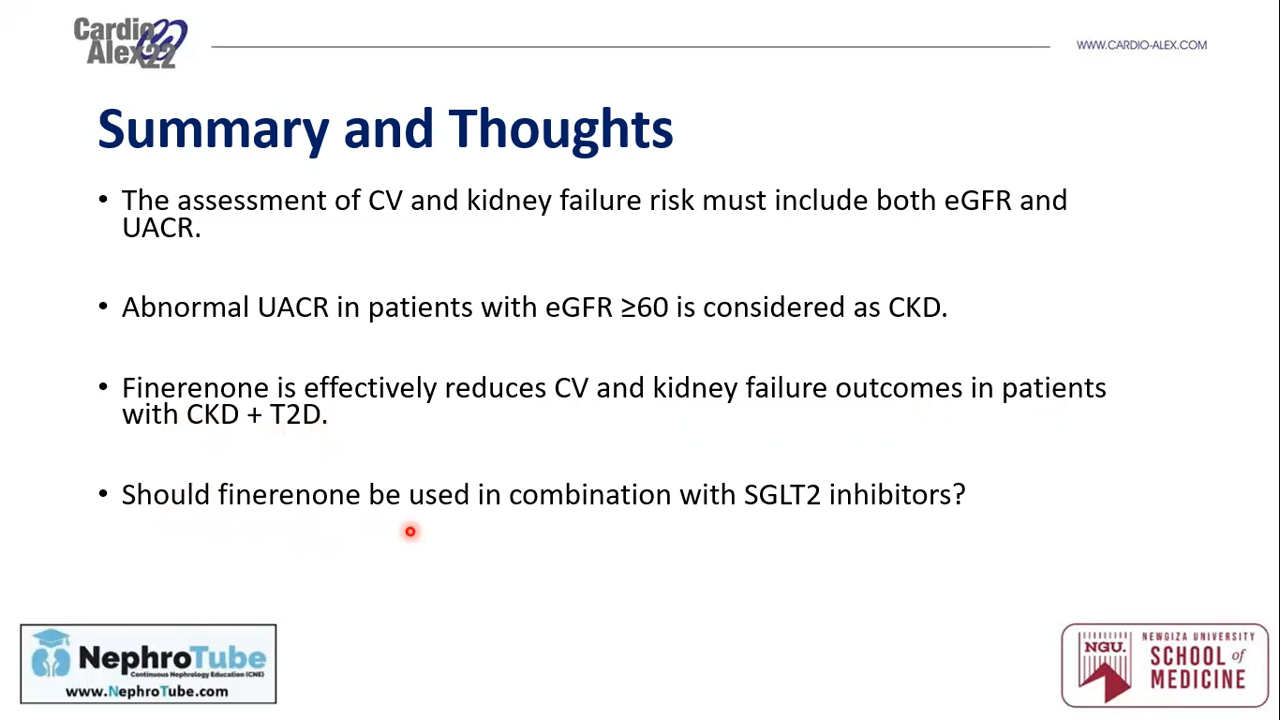 Cardio
Alex22
WWW.CARDIO-ALEX.COM
Summary and Thoughts
• The assessment of CV and kidney failure risk must include both eGFR and
UACR.
• Abnormal UACR in patients with eGFR ≥60 is considered as CKD.
• Finerenone is effectively reduces CV and kidney failure outcomes in patients
with CKD + T2D.
• Should finerenone be used in combination with SGLT2 inhibitors?
NephroTube
Continuous Nephrology Education (CNE)
www.NephroTube.com
NGU.
NEWGIZA UNIVERSITY
SCHOOL of
MEDICINE